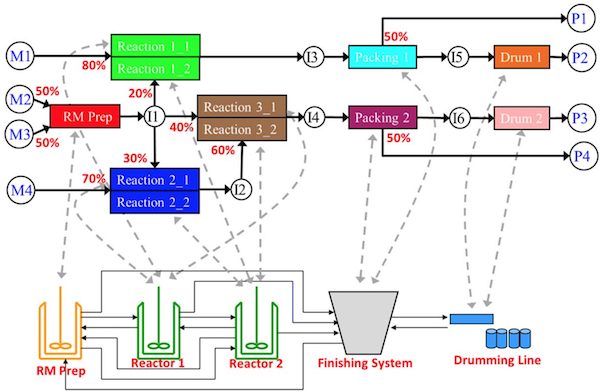 P1
50%
M1
Reaction 1_1
Reaction 1_2
I3
Packing 1
I5
Drum 1
P2
80%
20%
M2
50%
M3
50%
RM Prep
I1
40%
Reaction 3_1
Reaction 3_2
I4
Packing 2
I6
Drum 2
P3
50%
60%
30%
P4
M4
70%
Reaction 2_1
Reaction 2_2
I2
RM Prep
Reactor 1
Reactor 2
Finishing System
Drumming Line